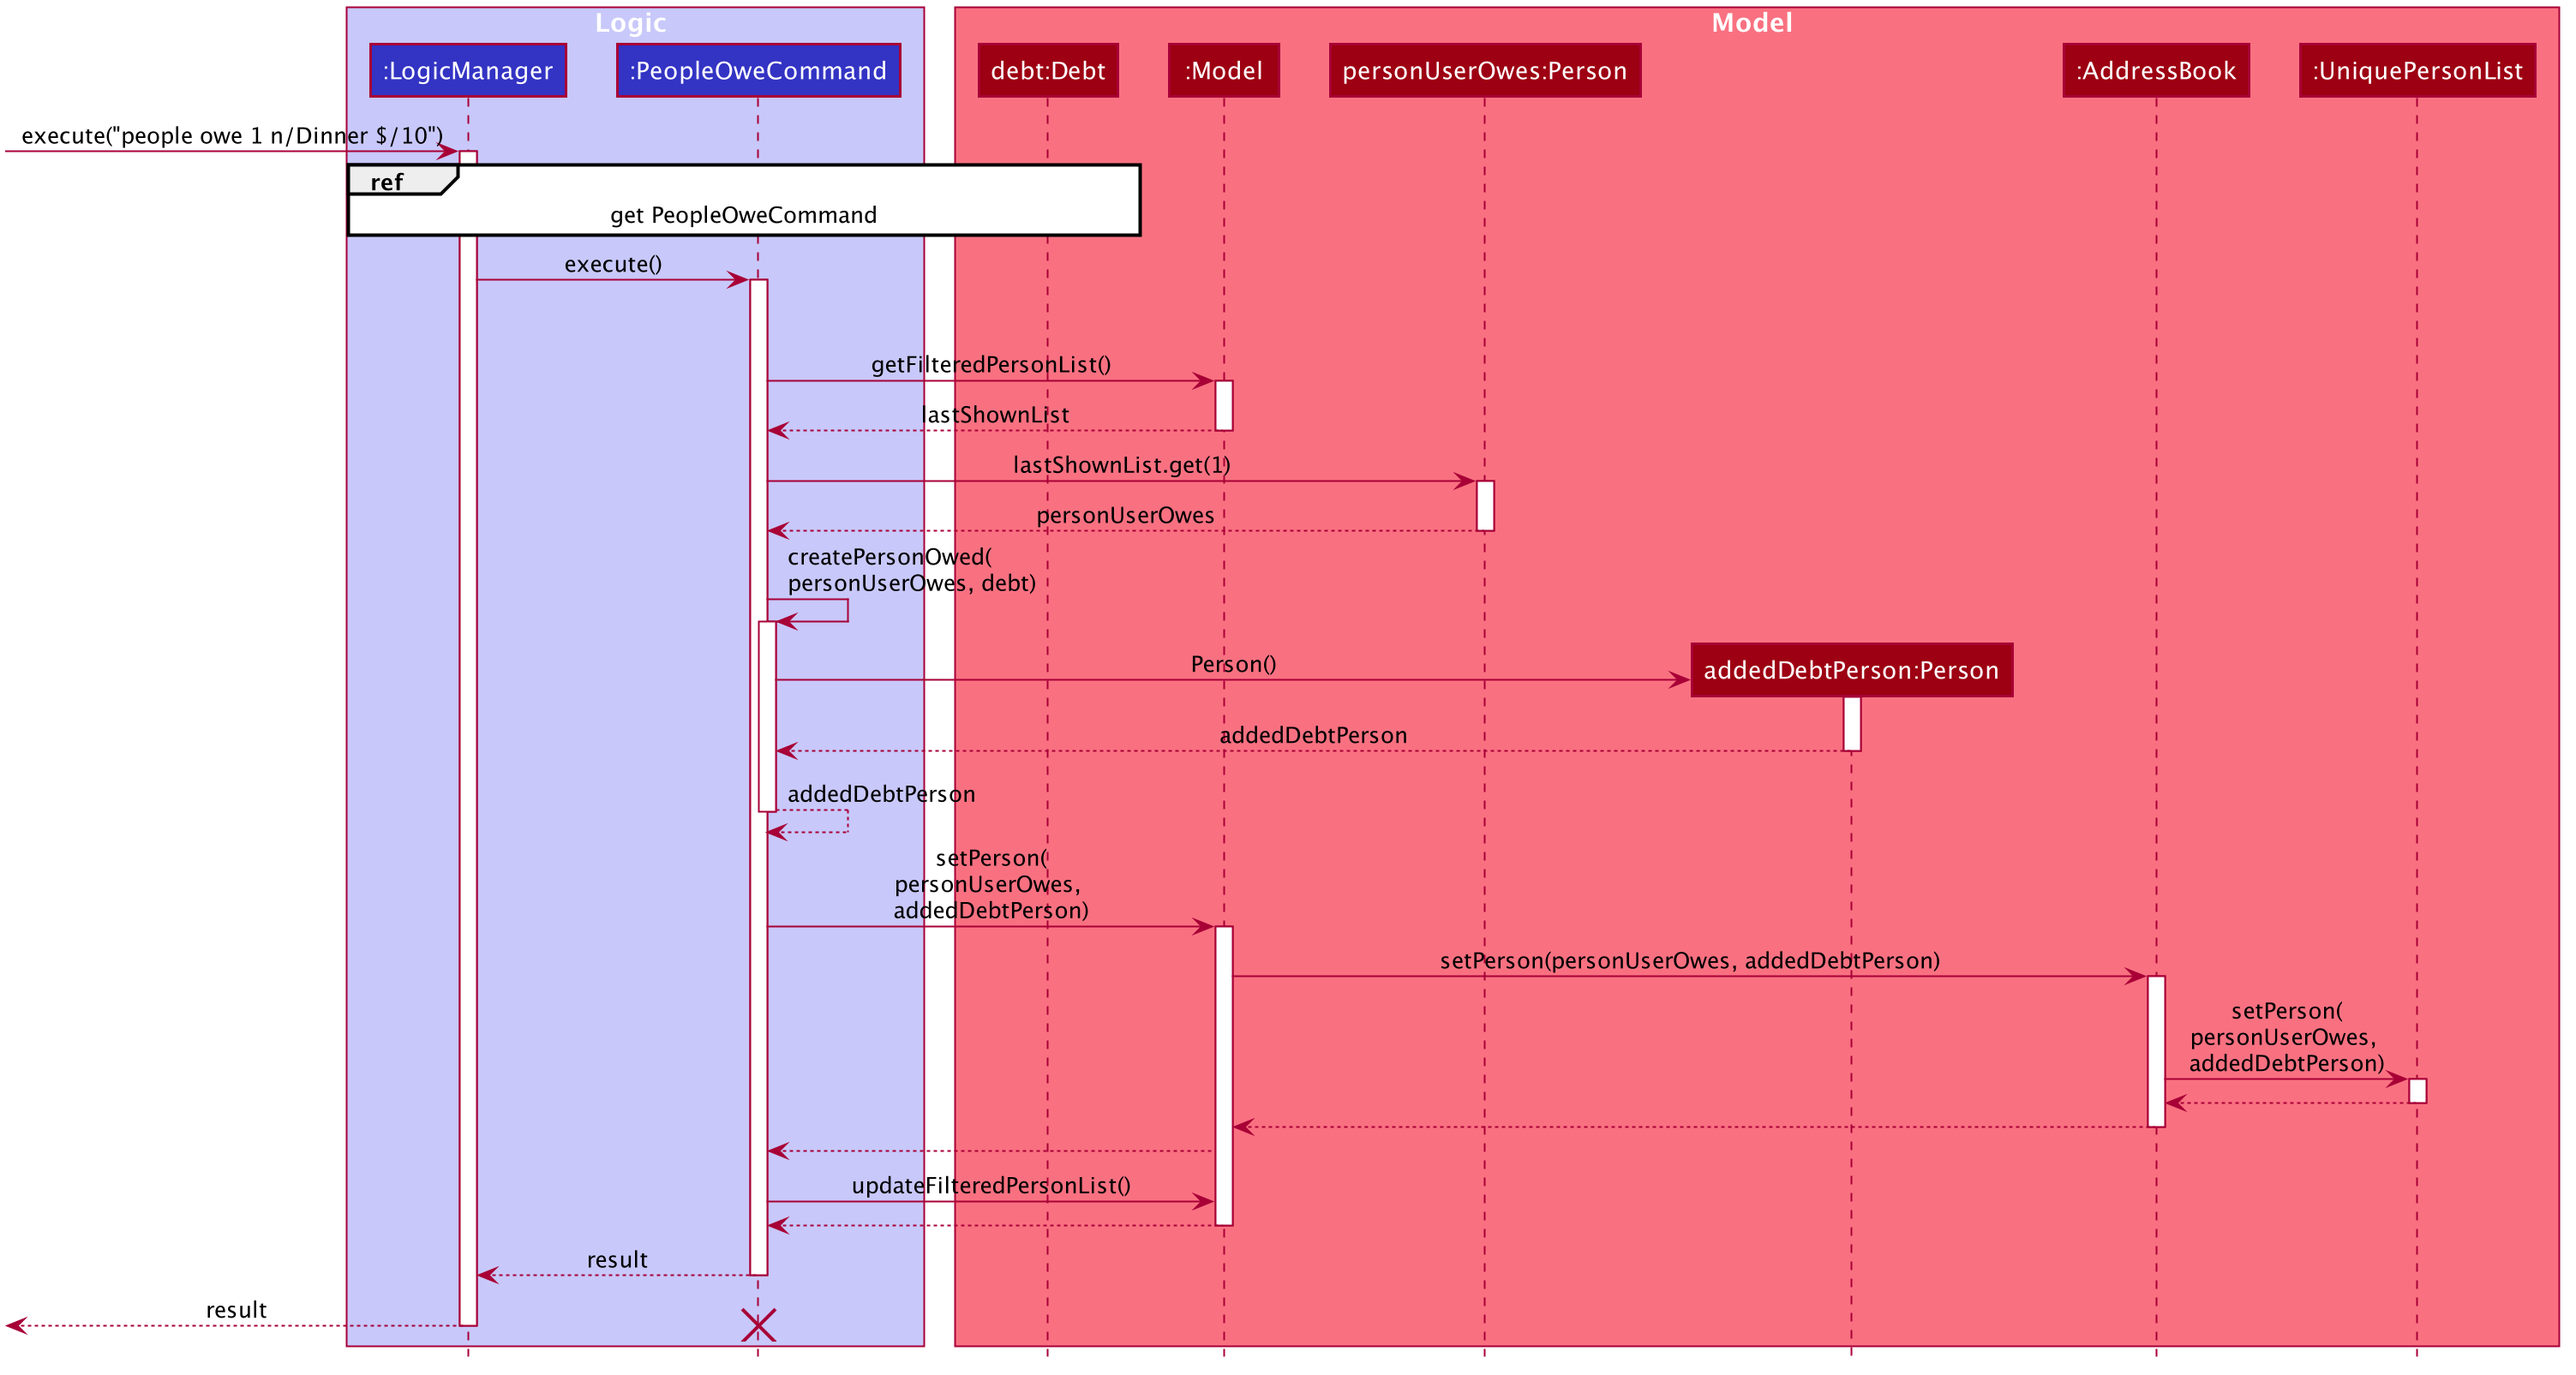 Logic
Model
:LogicManager
:PeopleOweCommand
debt:Debt
:Model
personUserOwes:Person
:AddressBook
:UniquePersonList
execute("people owe 1 n/Dinner $/10")
ref
get PeopleOweCommand
execute()
getFilteredPersonList()
lastShownList
lastShownList.get(1)
personUserOwes
createPersonOwed(
personUserOwes, debt)
Person()
addedDebtPerson:Person
addedDebtPerson
addedDebtPerson
setPerson(
personUserOwes,
addedDebtPerson)
setPerson(personUserOwes, addedDebtPerson)
setPerson(
personUserOwes,
addedDebtPerson)
updateFilteredPersonList()
result
result